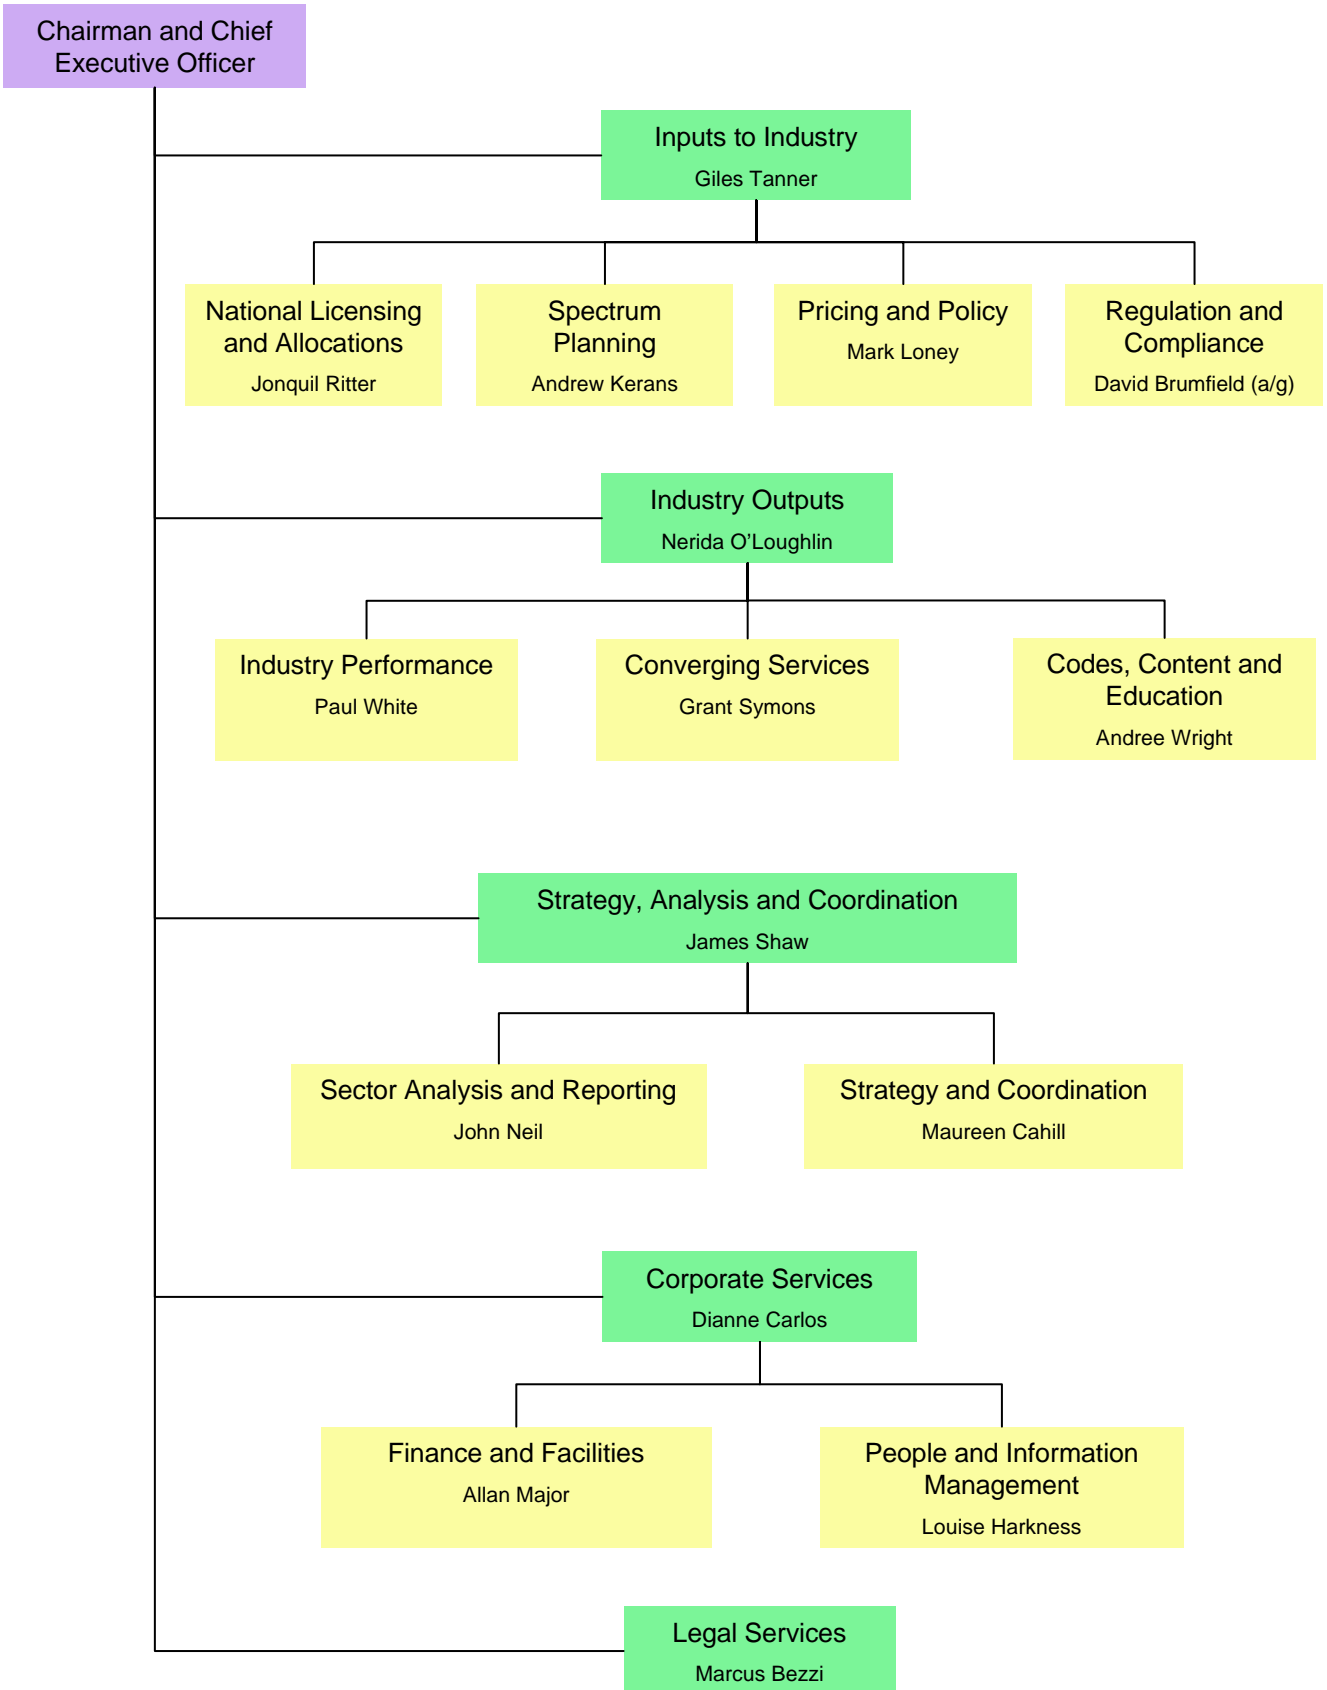 Chairman and Chief
Executive Officer
Inputs to Industry
Giles Tanner
National Licensing
and Allocations
Jonquil Ritter
Spectrum
Planning
Andrew Kerans
Pricing and Policy
Mark Loney
Regulation and
Compliance
David Brumfield (a/g)
Industry Outputs
Nerida O’Loughlin
Industry Performance
Paul White
Converging Services
Grant Symons
Codes, Content and
Education
Andree Wright
Strategy, Analysis and Coordination
James Shaw
Sector Analysis and Reporting
John Neil
Strategy and Coordination
Maureen Cahill
Corporate Services
Dianne Carlos
Finance and Facilities
Allan Major
People and Information
Management
Louise Harkness
Legal Services
Marcus Bezzi